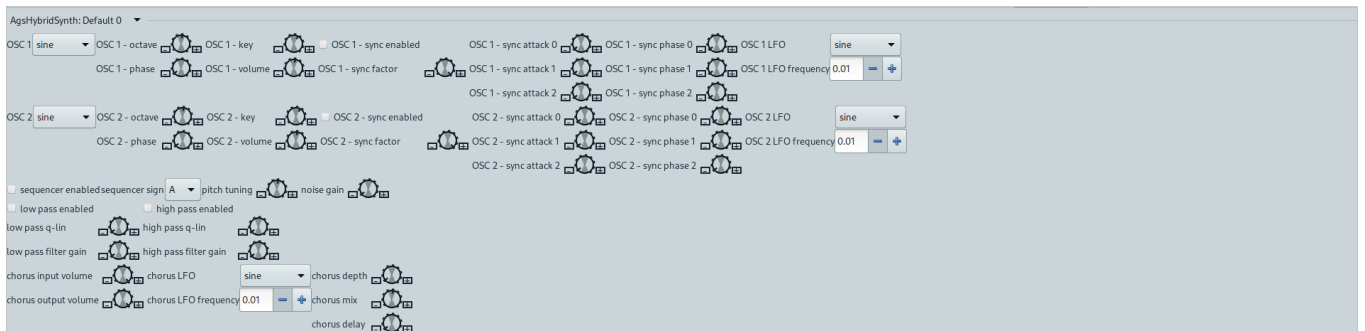 AgsHybridSynth: Default 0
OSC 1 sine OSC 1 - octave OSC 1 - key OSC 1 - sync enabled OSC 1 - sync attack 0 OSC 1 - sync phase 0 OSC 1 LFO sine
OSC 1 - phase OSC 1 - volume OSC 1 - sync factor OSC 1 - sync attack 1 OSC 1 - sync phase 1 OSC 1 LFO frequency 0.01
OSC 1 - sync attack 2 OSC 1 - sync phase 2
OSC 2 sine OSC 2 - octave OSC 2 - key OSC 2 - sync enabled OSC 2 - sync attack 0 OSC 2 - sync phase 0 OSC 2 LFO sine
OSC 2 - phase OSC 2 - volume OSC 2 - sync factor OSC 2 - sync attack 1 OSC 2 - sync phase 1 OSC 2 LFO frequency 0.01
OSC 2 - sync attack 2 OSC 2 - sync phase 2
sequencer enabled sequencer sign A pitch tuning noise gain
low pass enabled high pass enabled
low pass q-lin high pass q-lin
low pass filter gain high pass filter gain
chorus input volume chorus LFO sine chorus depth
chorus output volume chorus LFO frequency 0.01 chorus mix
chorus delay